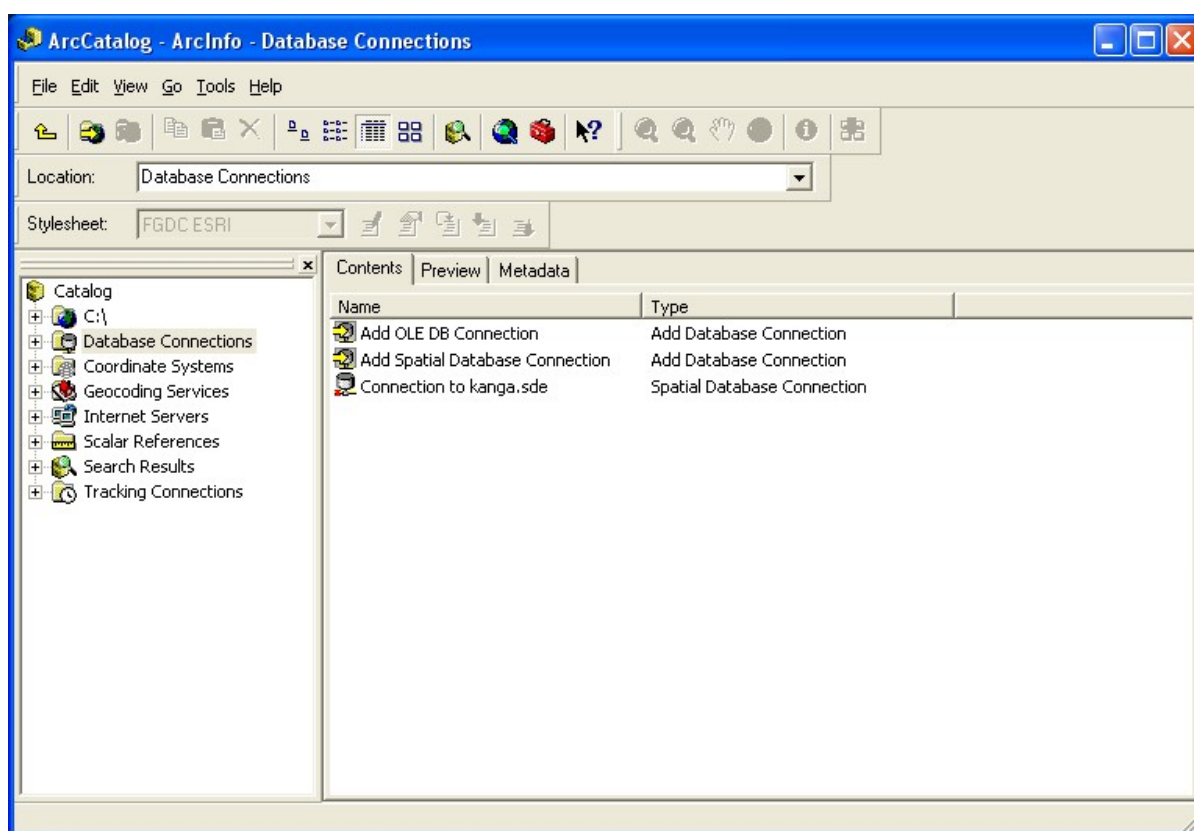 ArcCatalog - ArcInfo - Database Connections
File Edit View Go Tools Help
Location: Database Connections
Stylesheet: FGDC ESRI
Catalog
C:\
Database Connections
Coordinate Systems
Geocoding Services
Internet Servers
Scalar References
Search Results
Tracking Connections
Contents Preview Metadata
Name Type
Add OLE DB Connection Add Database Connection
Add Spatial Database Connection Add Database Connection
Connection to kanga.sde Spatial Database Connection